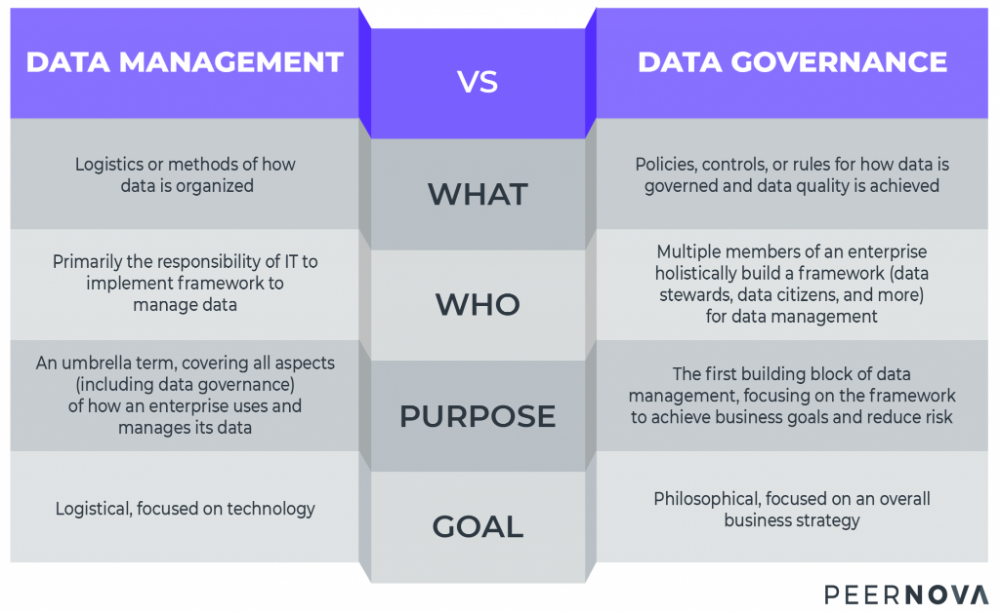 DATA MANAGEMENT
VS
DATA GOVERNANCE
Logistics or methods of how
data is organized
WHAT
Policies, controls, or rules for how data is
governed and data quality is achieved
Primarily the responsibility of IT to
implement framework to
manage data
WHO
Multiple members of an enterprise
holistically build a framework (data
stewards, data citizens, and more)
for data management
An umbrella term, covering all aspects
(including data governance)
of how an enterprise uses and
manages its data
PURPOSE
The first building block of data
management, focusing on the framework
to achieve business goals and reduce risk
Logistical, focused on technology
GOAL
Philosophical, focused on an overall
business strategy
PEERNOVA